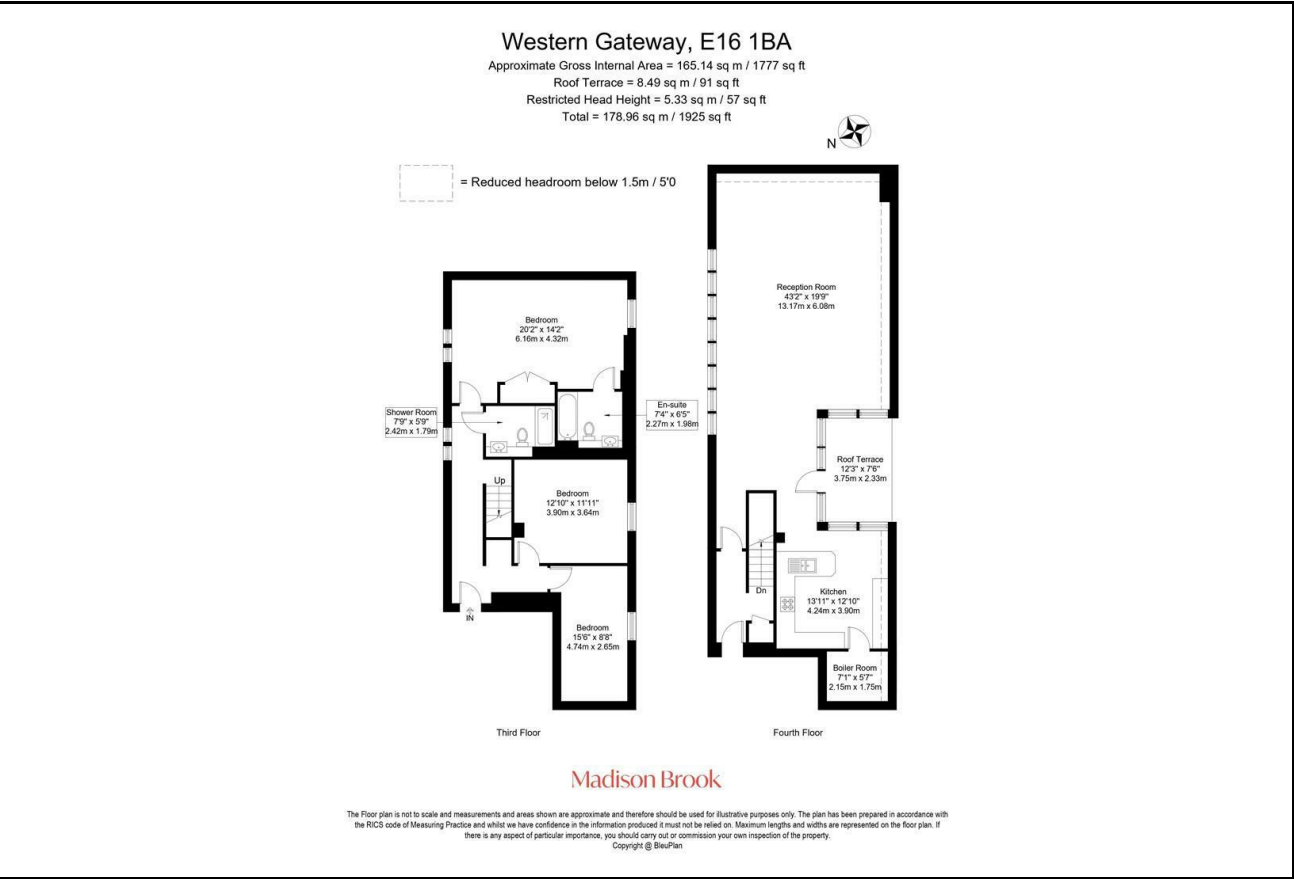 Western Gateway, E16 1BA
Approximate Gross Internal Area = 165.14 sq m / 1777 sq ft
Roof Terrace = 8.49 sq m / 91 sq ft
Restricted Head Height = 5.33 sq m / 57 sq ft
Total = 178.96 sq m / 1925 sq ft
N
= Reduced headroom below 1.5m / 5'0
Bedroom
20'2" x 14'2"
6.16m x 4.32m
Shower Room
7'9" x 5'9"
2.42m x 1.79m
En-suite
7'4" x 6'5"
2.27m x 1.98m
Up
Bedroom
12'10" x 11'11"
3.90m x 3.64m
IN
Bedroom
15'6" x 8'8"
4.74m x 2.65m
Third Floor
Reception Room
43'2" x 19'9"
13.17m x 6.08m
Roof Terrace
12'3" x 7'6"
3.75m x 2.33m
Dn
Kitchen
13'11" x 12'10"
4.24m x 3.90m
Boiler Room
7'1" x 5'7"
2.15m x 1.75m
Fourth Floor
Madison Brook
The Floor plan is not to scale and measurements and areas shown are approximate and therefore should be used for illustrative purposes only. The plan has been prepared in accordance with
the RICS code of Measuring Practice and whilst we have confidence in the information produced it must not be relied on. Maximum lengths and widths are represented on the floor plan. If
there is any aspect of particular importance, you should carry out or commission your own inspection of the property.
Copyright @ BleuPlan